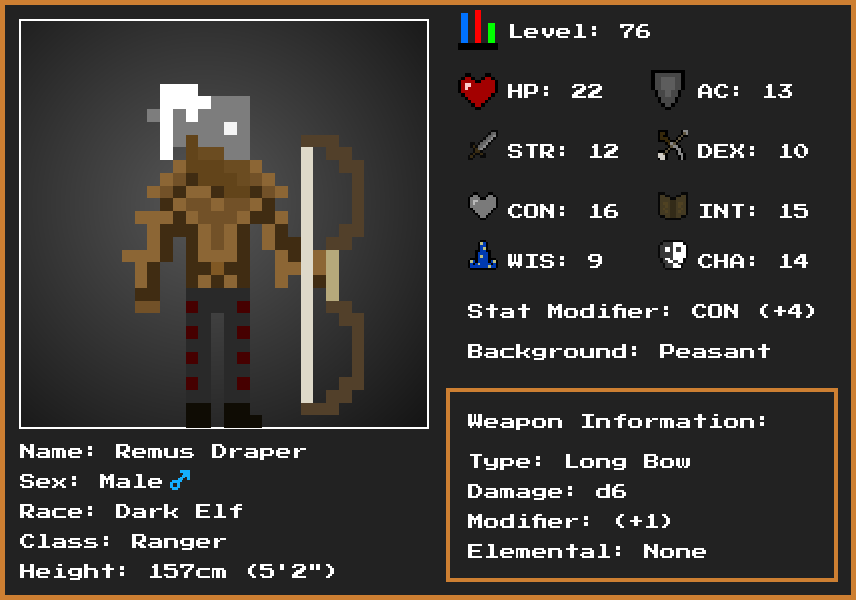 Level: 76
HP: 22
AC: 13
STR: 12
DEX: 10
CON: 16
INT: 15
WIS: 9
CHA: 14
Stat Modifier: CON (+4)
Background: Peasant
Weapon Information:
Type: Long Bow
Damage: d6
Modifier: (+1)
Elemental: None
Name: Remus Draper
Sex: Male ♂
Race: Dark Elf
Class: Ranger
Height: 157cm (5'2")